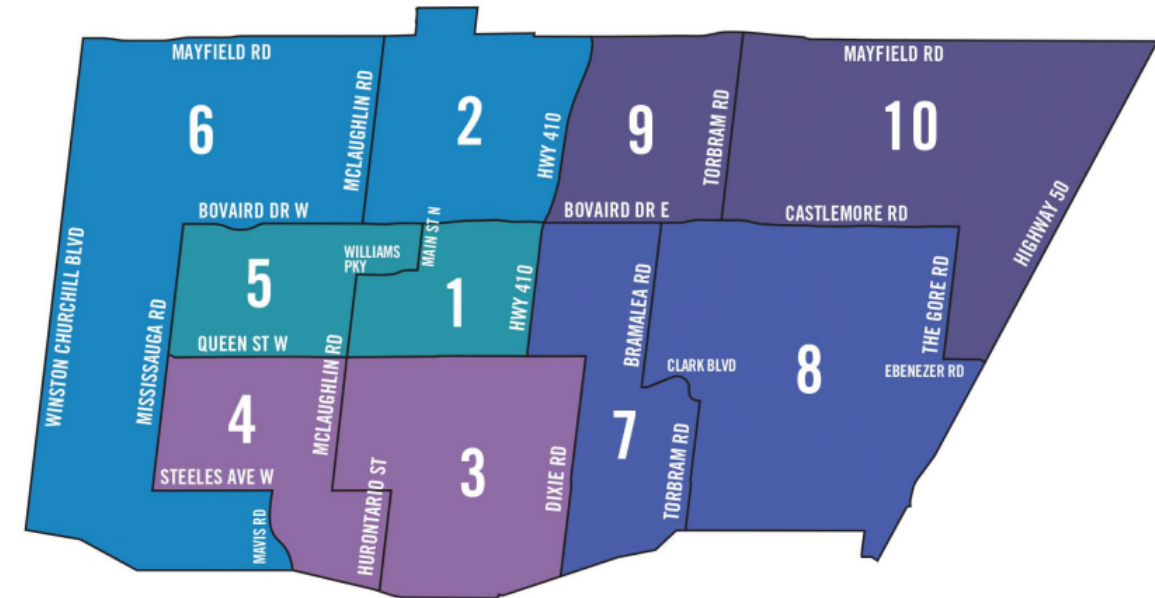 MAYFIELD RD
MAYFIELD RD
6
MCLAUGHLIN RD
2
HWY 410
9
TORBRAM RD
10
BOVAIRD DR W
BOVAIRD DR E
CASTLEMORE RD
HIGHWAY 50
WINSTON CHURCHILL BLVD
MISSISSAUGA RD
5
WILLIAMS
PKY
MAIN ST N
1
HWY 410
BRAMALEA RD
THE GORE RD
QUEEN ST W
MCLAUGHLIN RD
CLARK BLVD
8
EBENEZER RD
4
7
STEELES AVE W
3
DIXIE RD
TORBRAM RD
MAVIS RD
HURONTARIO ST